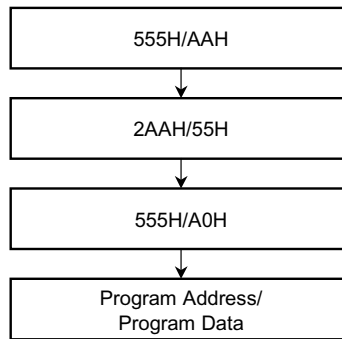 555H/AAH
2AAH/55H
555H/A0H
Program Address/
Program Data